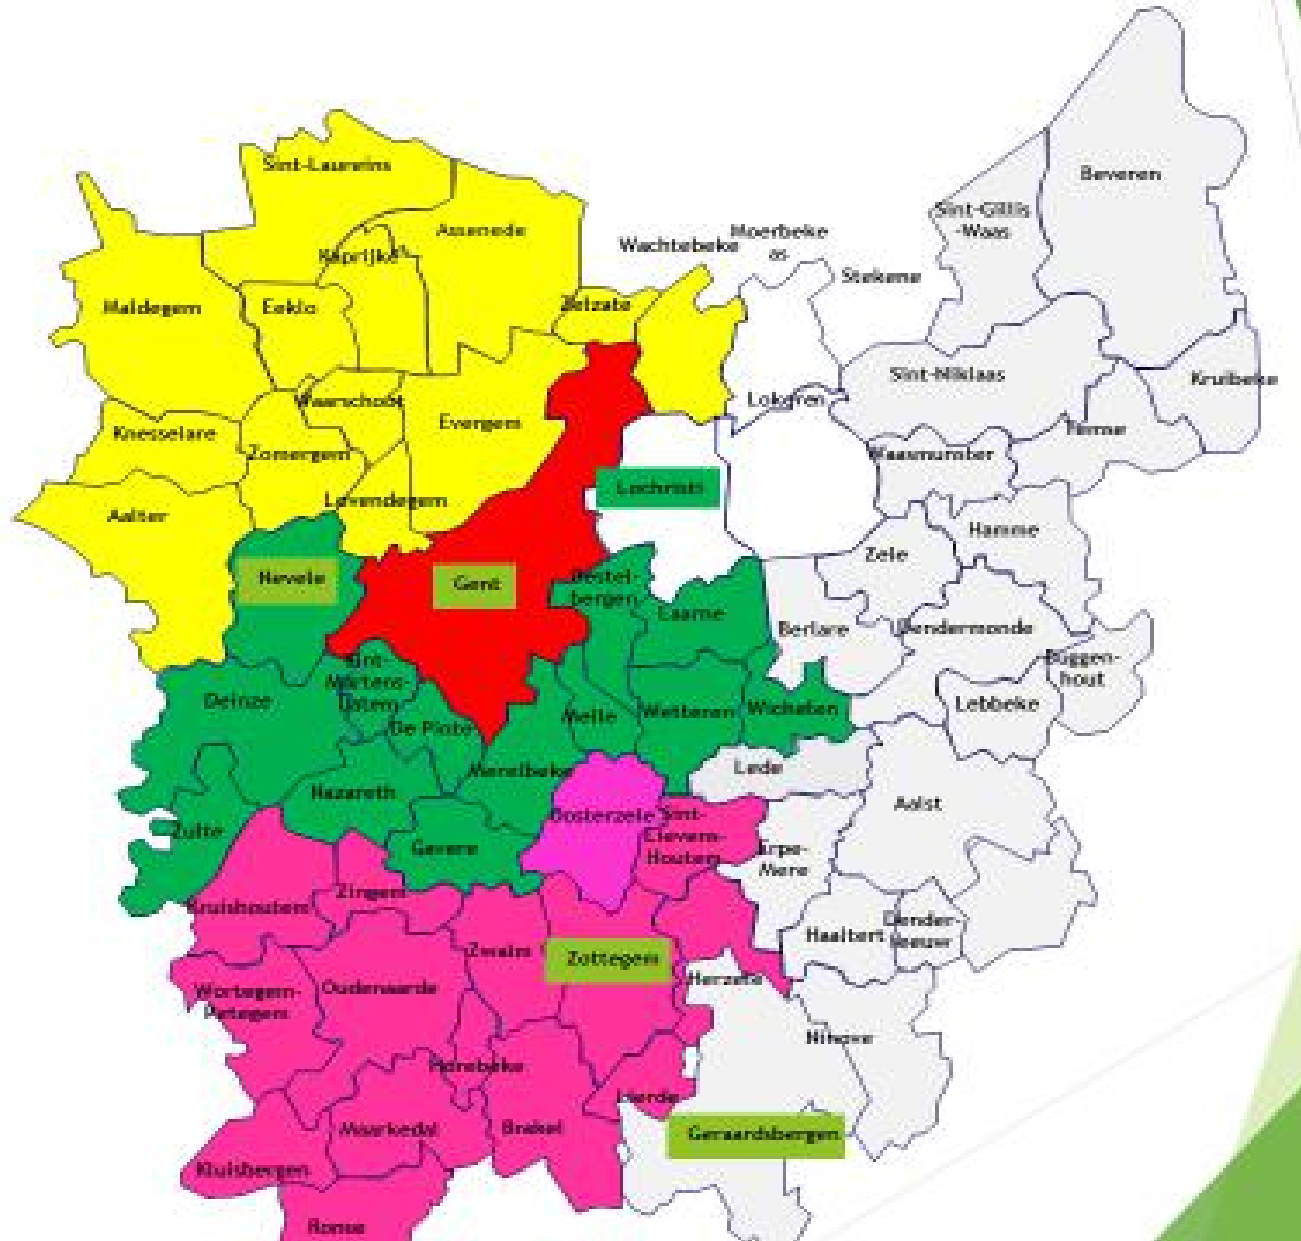 Beveren
Sint-Laureins
Sint-Gillis
-Waas
Assenede
Moerbeke
as
Wachtebeke
Kaprijke
Stekene
Maldegem
Eeklo
Zelzate
Sint-Niklaas
Kruibeke
Waarschoot
Lokeren
Evergem
Temse
Knesselare
Zomergem
Waasmunster
Lochristi
Lovendegem
Aalter
Hamme
Zele
Nevele
Gent
Destel-
bergen
Laarne
Berlare
Dendermonde
Buggen-
hout
Sint-
Martens-
Latem
Deinze
Lebbeke
De Pinte
Melle
Wetteren
Wichelen
Merelbeke
Lede
Nazareth
Aalst
Oosterzele
Sint-
Lievens-
Houtem
Zulte
Gavere
Erpe-
Mere
Zingem
Kruishoutem
Haaltert
Dender-
leeuw
Zwalm
Zottegem
Herzele
Wortegem-
Petegem
Oudenaarde
Ninove
Horebeke
Lierde
Maarkedal
Brakel
Geraardsbergen
Kluisbergen
Ronse